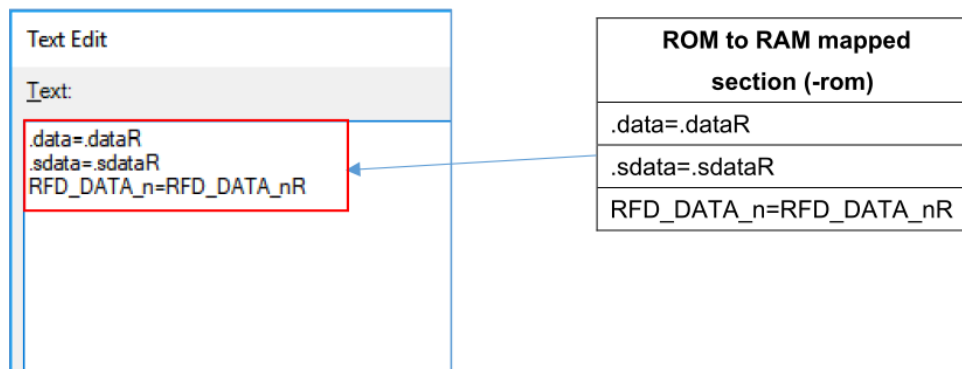 Text Edit
Text:
.data=.dataR
.sdata=.sdataR
RFD_DATA_n=RFD_DATA_nR
ROM to RAM mapped
section (-rom)
.data=.dataR
.sdata=.sdataR
RFD_DATA_n=RFD_DATA_nR